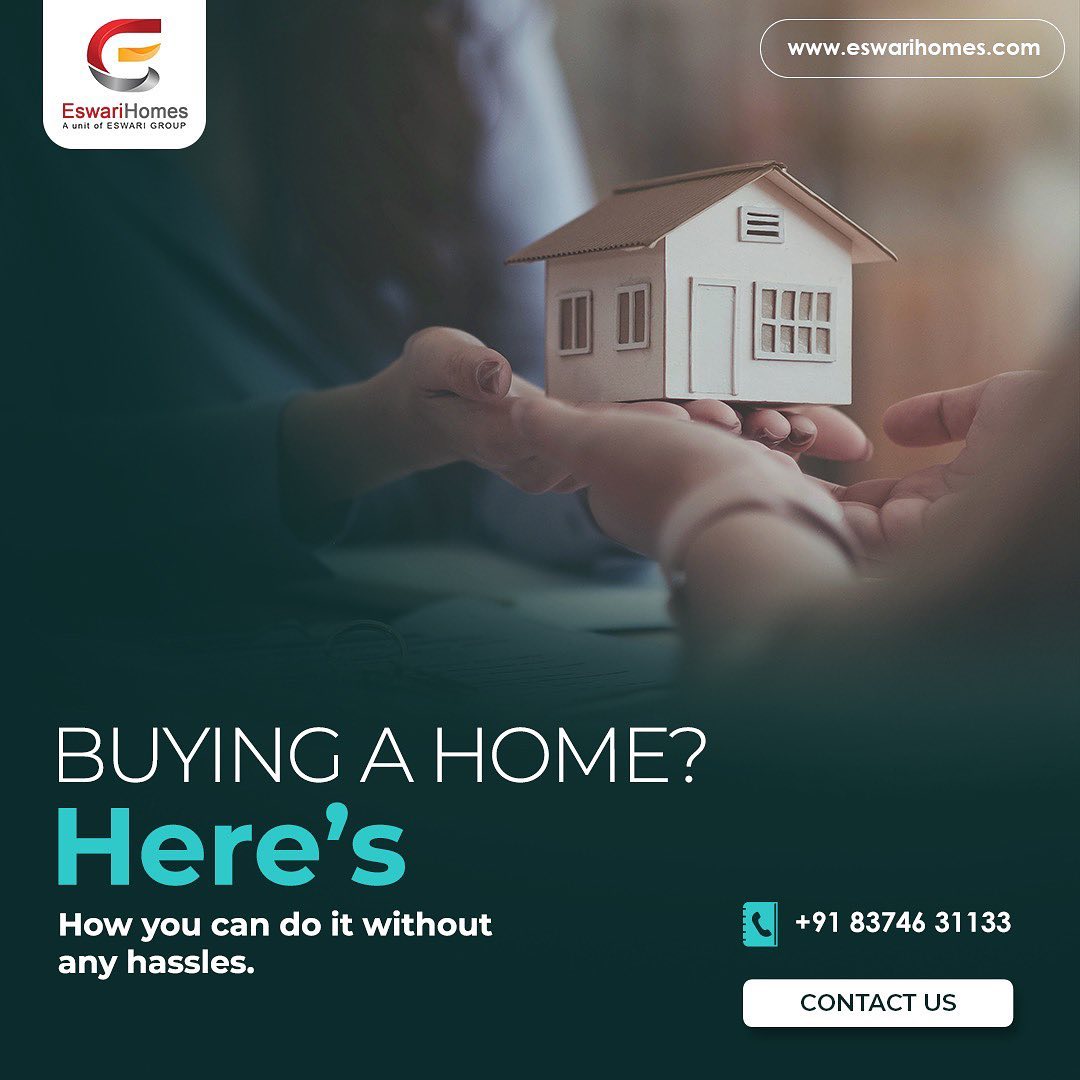 EswariHomes
A unit of ESWARI GROUP
www.eswarihomes.com
BUYING A HOME?
Here’s
How you can do it without
any hassles.
+91 83746 31133
CONTACT US